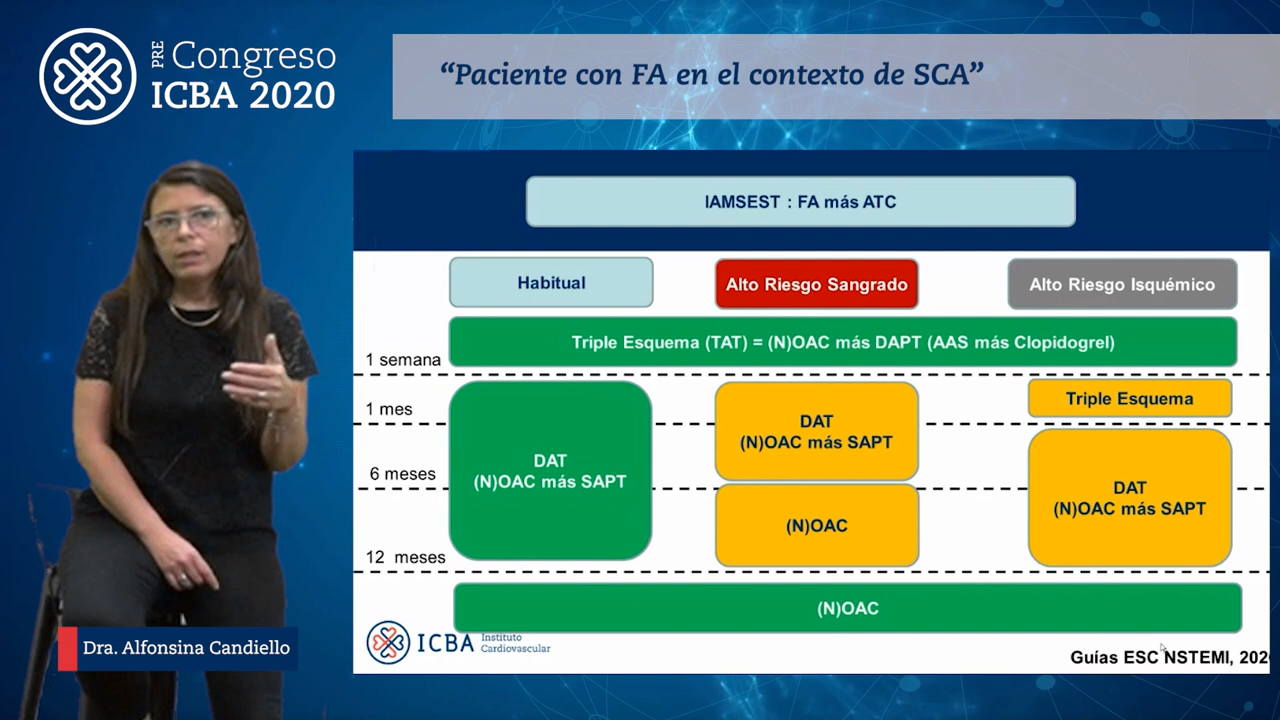 PRE Congreso
ICBA 2020
“Paciente con FA en el contexto de SCA”
IAMSEST : FA más ATC
Habitual
Alto Riesgo Sangrado
Alto Riesgo Isquémico
Triple Esquema (TAT) = (N)OAC más DAPT (AAS más Clopidogrel)
1 semana
1 mes
6 meses
12 meses
DAT
(N)OAC más SAPT
DAT
(N)OAC más SAPT
(N)OAC
Triple Esquema
DAT
(N)OAC más SAPT
(N)OAC
ICBA Instituto
Cardiovascular
Guías ESC NSTEMI, 202
Dra. Alfonsina Candiello